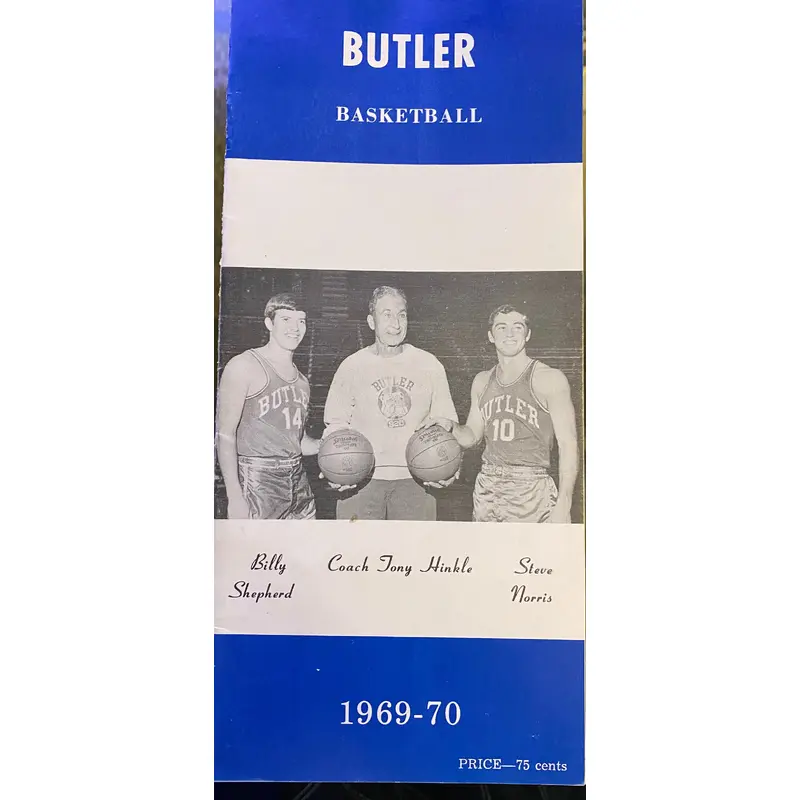 BUTLER
BASKETBALL
BUTLER
14
BUTLER
BUTLER
10
Billy Shepherd
Coach Tony Hinkle
Steve Norris
1969-70
PRICE—75 cents